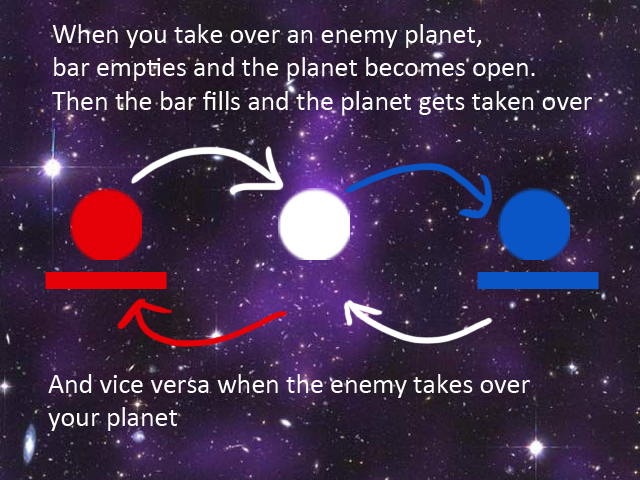 When you take over an enemy planet,
bar empties and the planet becomes open.
Then the bar fills and the planet gets taken over
And vice versa when the enemy takes over
your planet